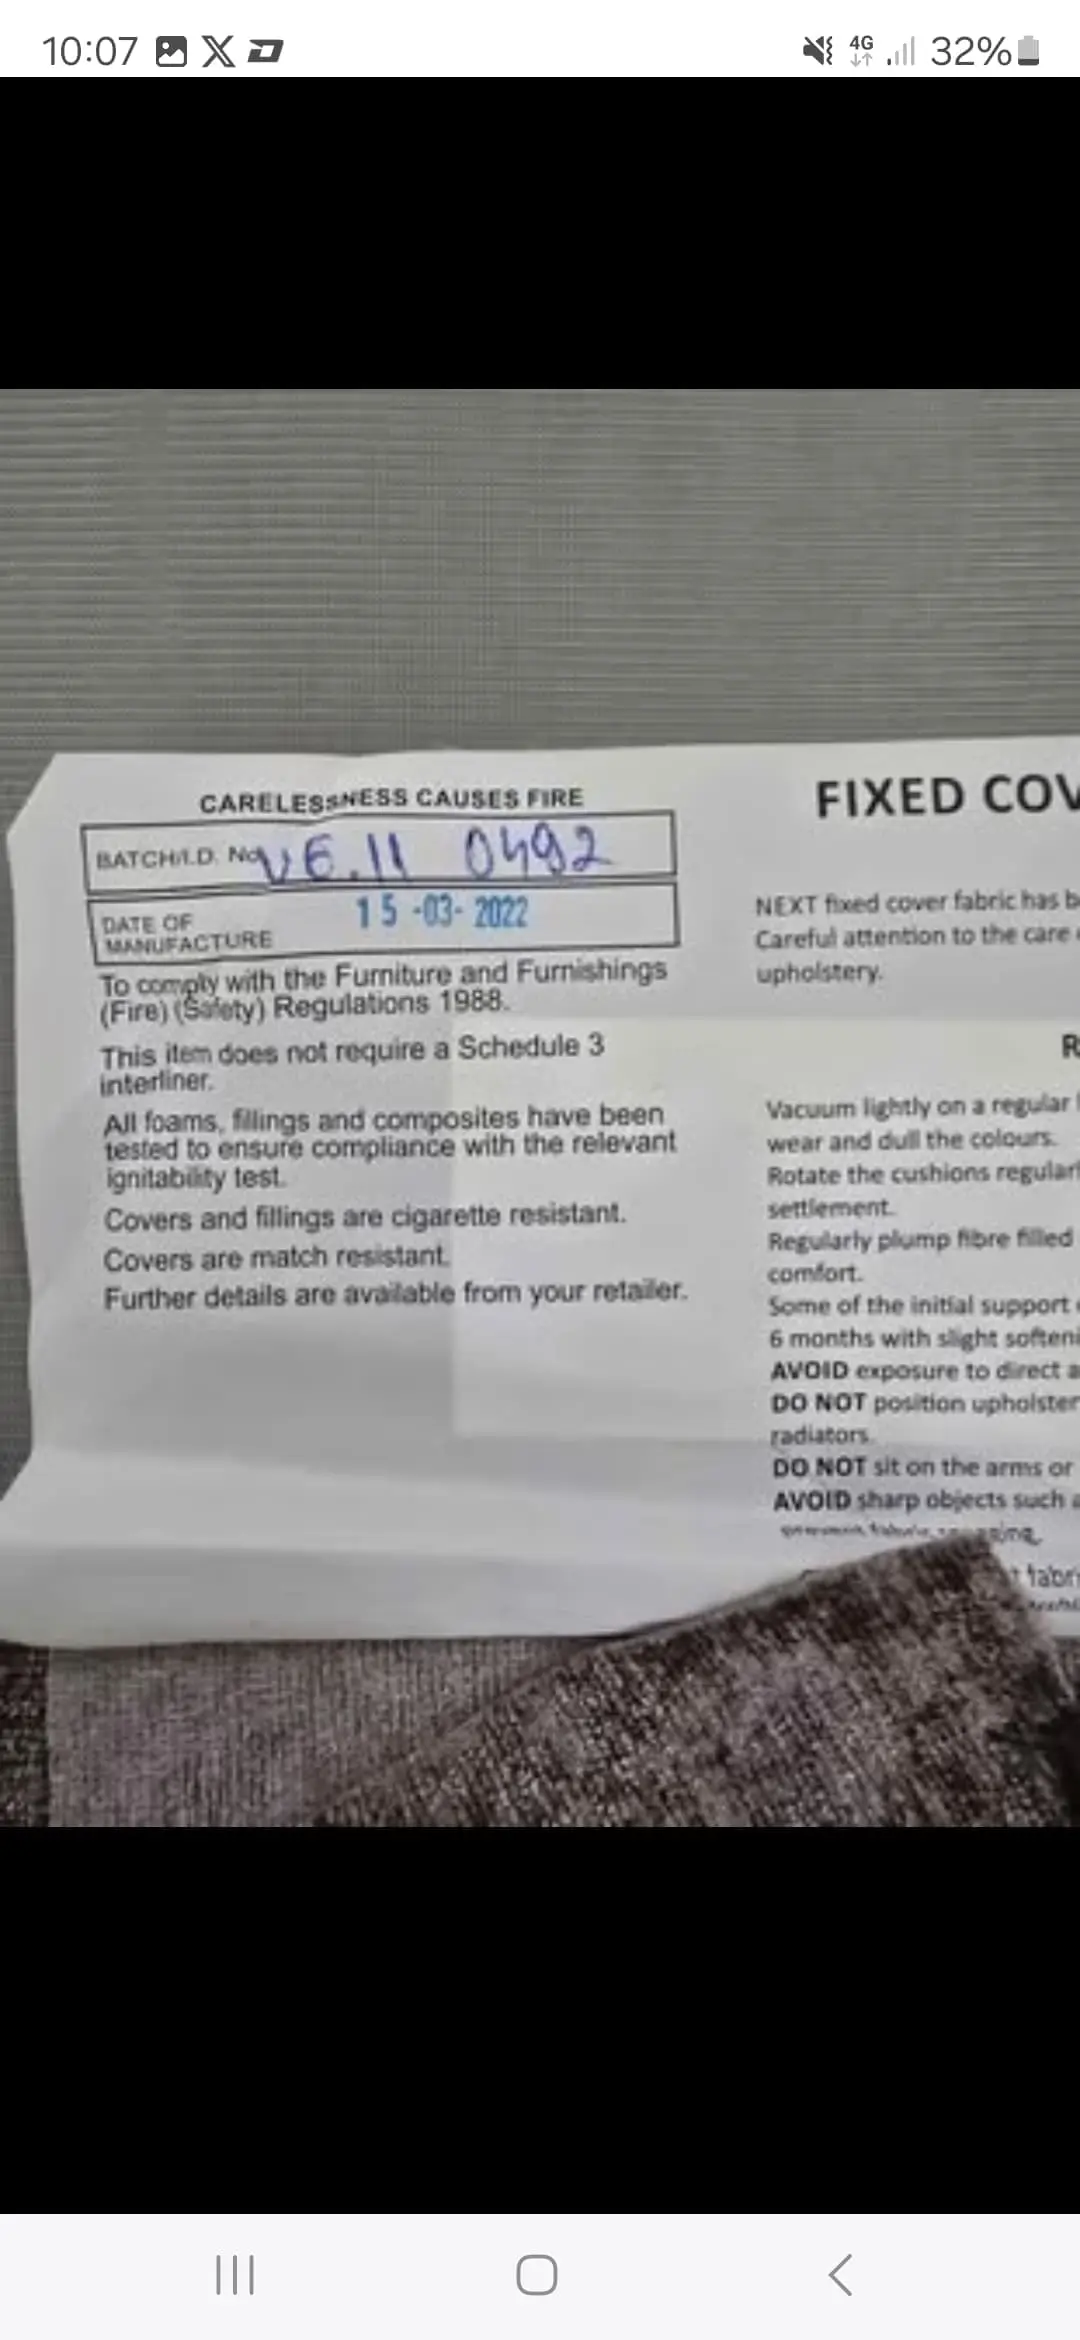 10:07
4G
32%
CARELESSNESS CAUSES FIRE
BATCH/I.D. No VE.11 0492
DATE OF
MANUFACTURE
15-03-2022
To comply with the Furniture and Furnishings
(Fire) (Safety) Regulations 1988.
This item does not require a Schedule 3
interliner.
All foams, fillings and composites have been
tested to ensure compliance with the relevant
ignitability test.
Covers and fillings are cigarette resistant.
Covers are match resistant.
Further details are available from your retailer.
FIXED COV
NEXT fixed cover fabric has b
Careful attention to the care
upholstery.
R
Vacuum lightly on a regular
wear and dull the colours.
Rotate the cushions regularl
settlement.
Regularly plump fibre filled
comfort.
Some of the initial support
6 months with slight softeni
AVOID exposure to direct a
DO NOT position upholster
radiators.
DO NOT sit on the arms or
AVOID sharp objects such a
fabri